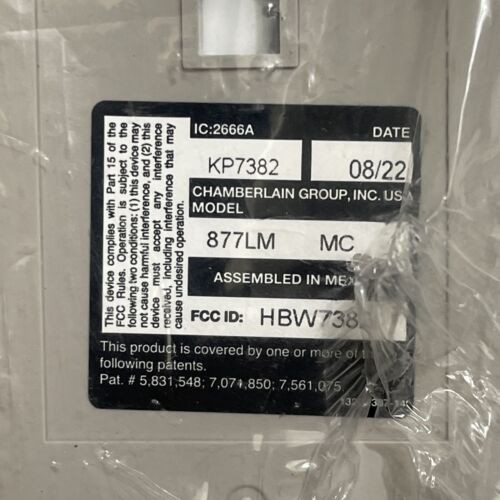 This device complies with Part 15 of the
FCC Rules. Operation is subject to the
following two conditions: (1) this device may
not cause harmful interference, and (2) this
device must accept any interference
received, including interference that may
cause undesired operation.
IC:2666A DATE
KP7382 08/22
CHAMBERLAIN GROUP, INC. US
MODEL
877LM MC
ASSEMBLED IN MEX
FCC ID: HBW738
This product is covered by one or more of
following patents.
Pat. # 5,831,548; 7,071,850; 7,561,075